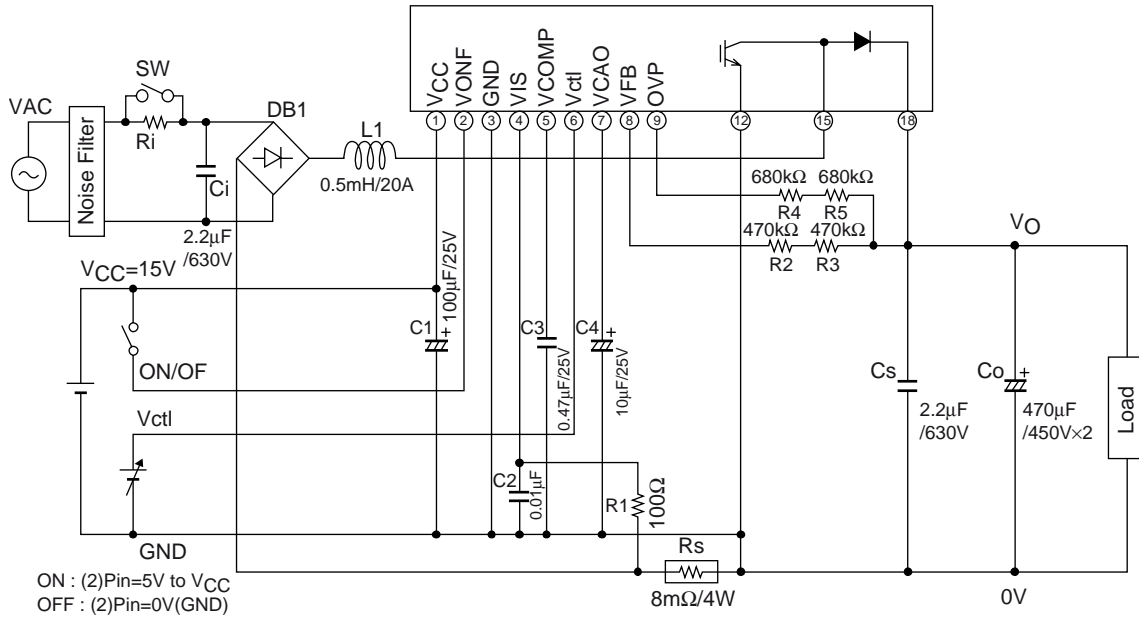 VCC
VONF
GND
VIS
VCOMP
Vctl
VCAO
VFB
OVP
1
2
3
4
5
6
7
8
9
12
15
18
SW
VAC
Noise Filter
Ri
Ci
2.2μF
/630V
DB1
L1
0.5mH/20A
680kΩ
680kΩ
R4
R5
470kΩ
470kΩ
R2
R3
VO
VCC=15V
C1
+
100μF/25V
C3
0.47μF/25V
C4
+
10μF/25V
ON/OF
Vctl
Cs
2.2μF
/630V
Co
+
470μF
/450V×2
Load
C2
0.01μF
R1
100Ω
GND
Rs
8mΩ/4W
0V
ON : (2)Pin=5V to VCC
OFF : (2)Pin=0V(GND)